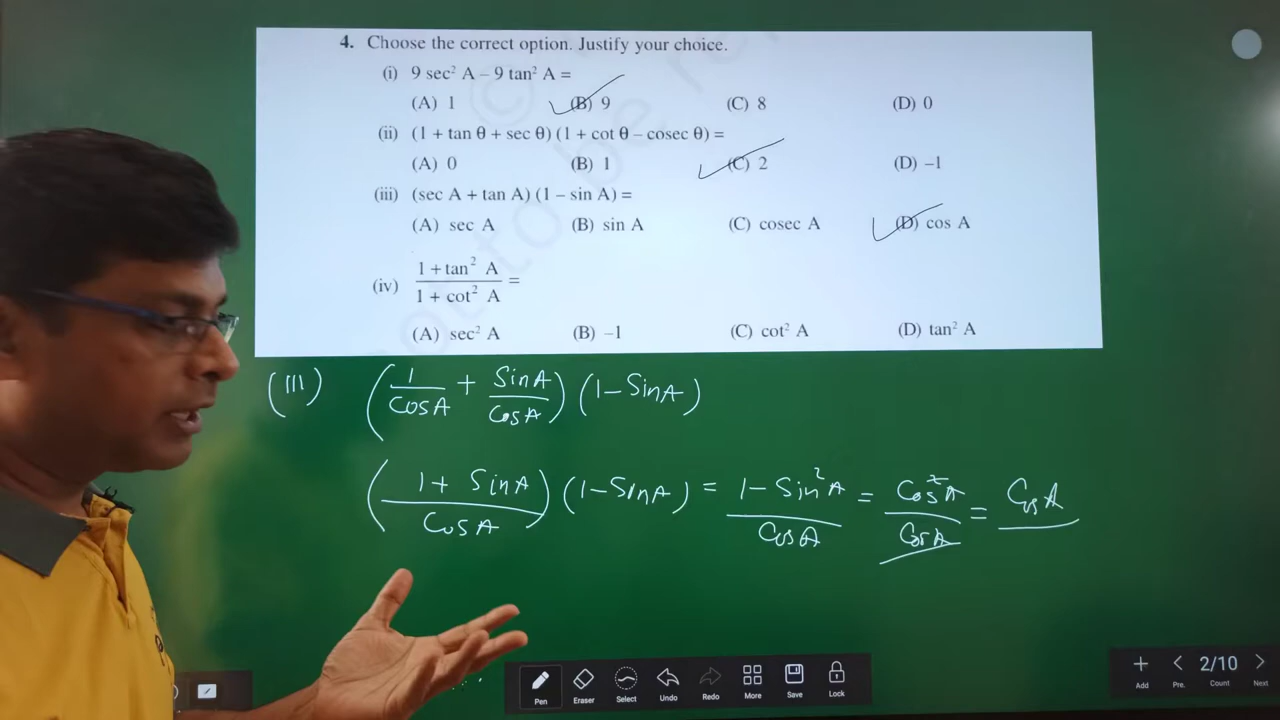 4. Choose the correct option. Justify your choice.
(i) 9 sec² A – 9 tan² A =
(A) 1 (B) 9 (C) 8 (D) 0
(ii) (1 + tan θ + sec θ) (1 + cot θ – cosec θ) =
(A) 0 (B) 1 (C) 2 (D) –1
(iii) (sec A + tan A) (1 – sin A) =
(A) sec A (B) sin A (C) cosec A (D) cos A
(iv) (1 + tan² A)/(1 + cot² A) =
(A) sec² A (B) –1 (C) cot² A (D) tan² A
(III) (1/CosA + SinA/CosA) (1 – SinA)
((1 + SinA)/CosA) (1 – SinA) = (1 – Sin²A)/CosA = Cos²A/CosA = CosA
Pen Eraser Select Undo Redo More Save Lock
+ < 2/10 >
Add Pre. Count Next